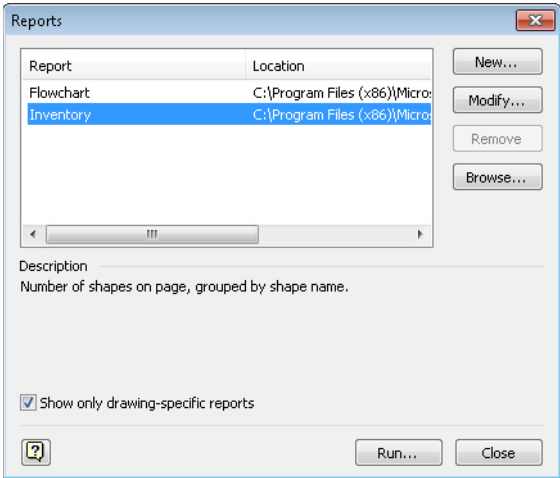 Reports
Report Location
Flowchart C:\Program Files (x86)\Micros
Inventory C:\Program Files (x86)\Micros
New...
Modify...
Remove
Browse...
Description
Number of shapes on page, grouped by shape name.
Show only drawing-specific reports
?
Run...
Close